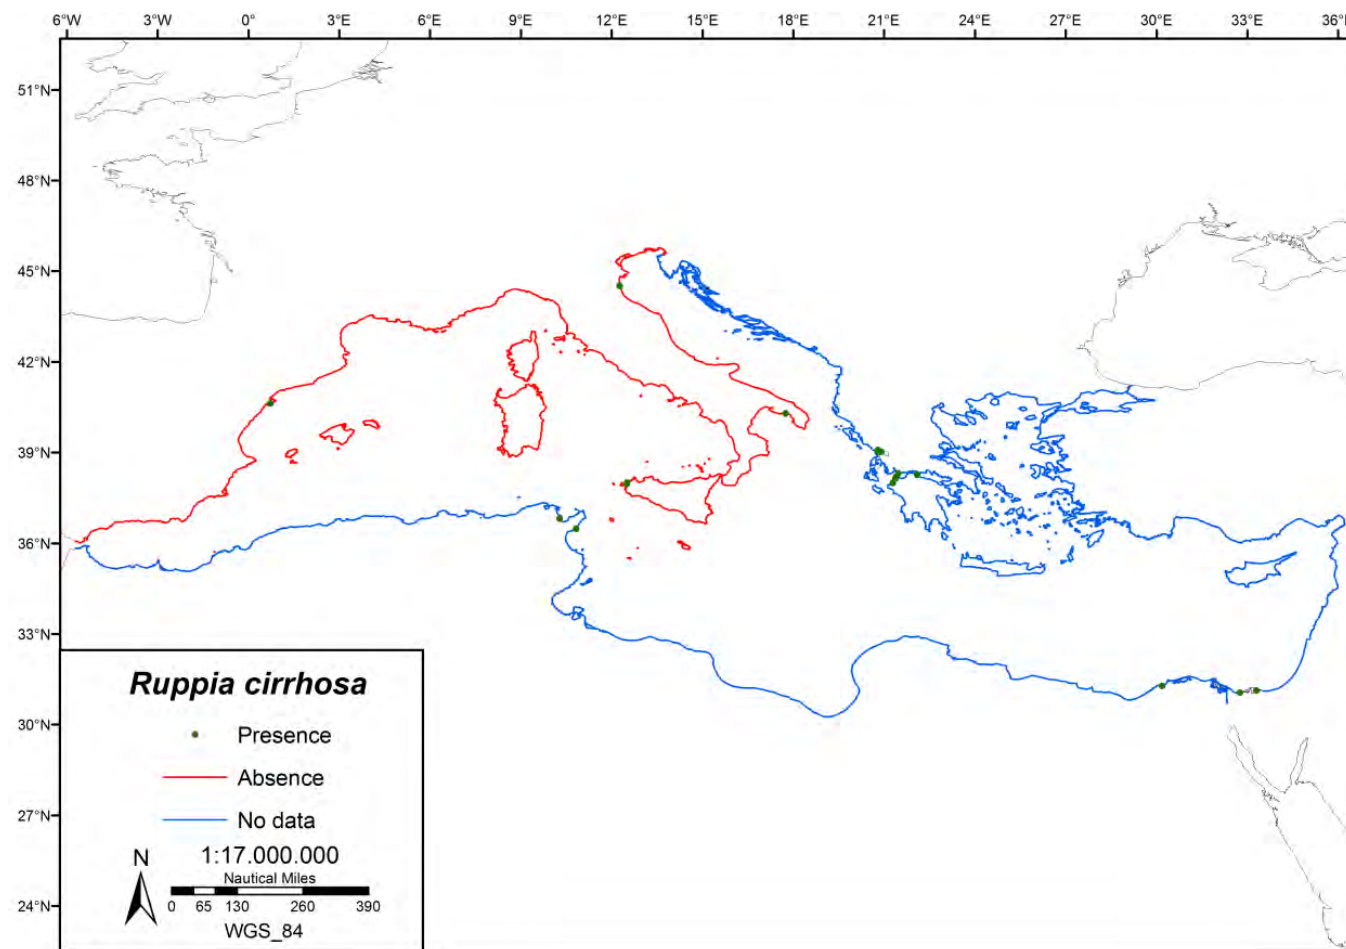 6°W 3°W 0° 3°E 6°E 9°E 12°E 15°E 18°E 21°E 24°E 27°E 30°E 33°E 36°E
51°N
48°N
45°N
42°N
39°N
36°N
33°N
30°N
27°N
24°N
Ruppia cirrhosa
Presence
Absence
No data
N
1:17.000.000
Nautical Miles
0 65 130 260 390
WGS_84